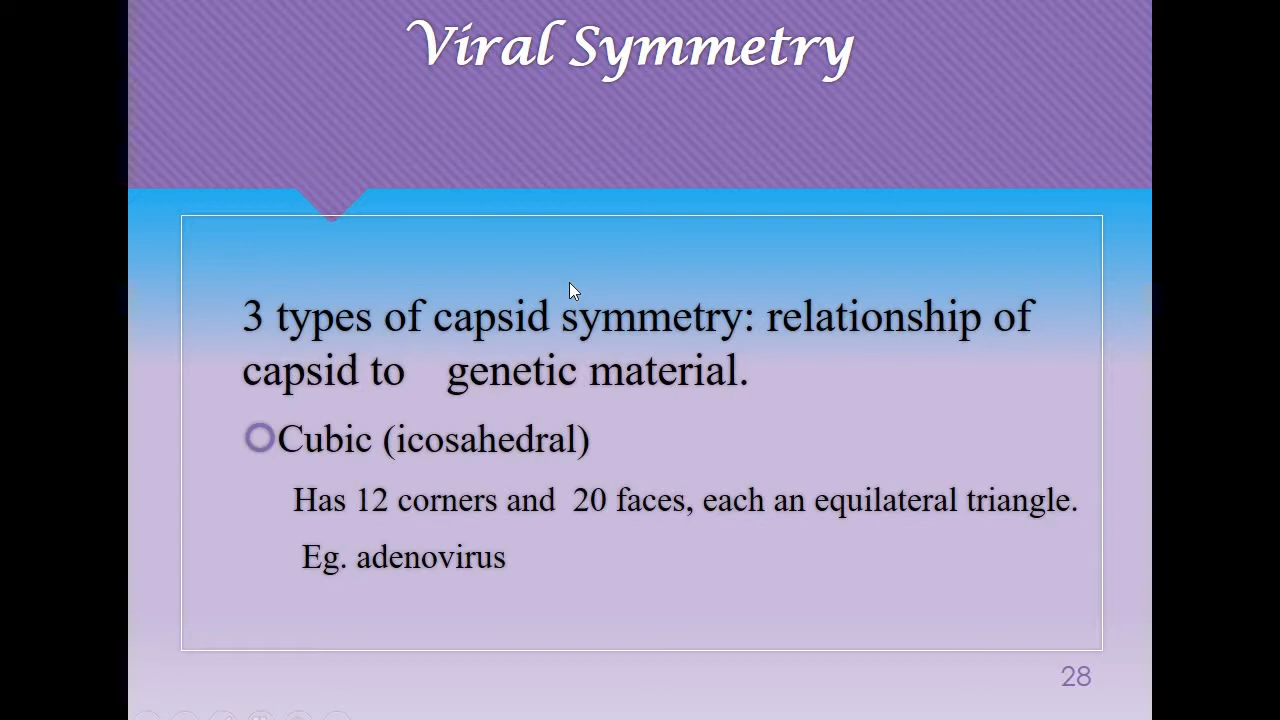 Viral Symmetry
3 types of capsid symmetry: relationship of
capsid to genetic material.
Cubic (icosahedral)
Has 12 corners and 20 faces, each an equilateral triangle.
Eg. adenovirus
28